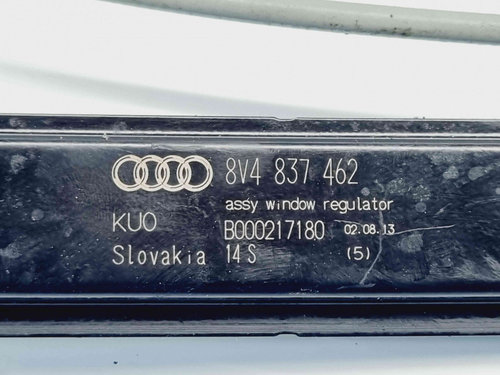 8V4 837 462
assy window regulator
KUO B000217180 02.08.13
Slovakia 14 S (5)